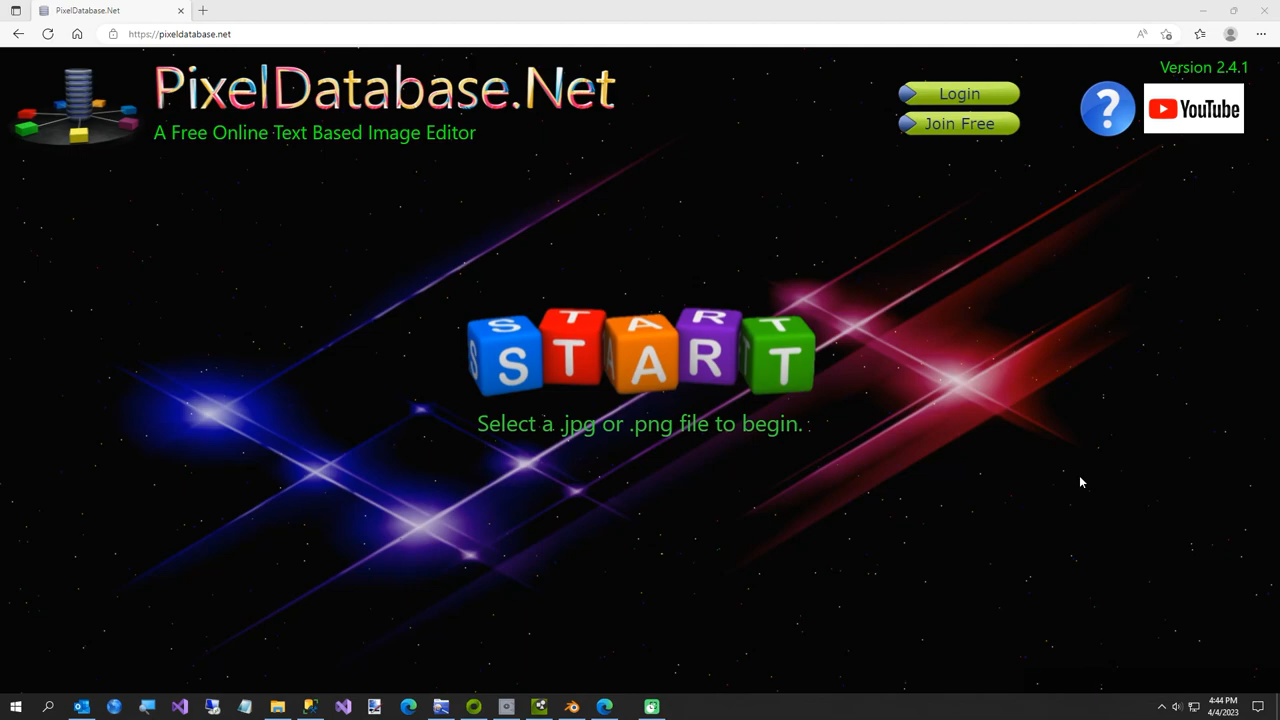 PixelDatabase.Net
https://pixeldatabase.net
PixelDatabase.Net
A Free Online Text Based Image Editor
Login
Join Free
?
Version 2.4.1
YouTube
START
START
Select a .jpg or .png file to begin.
4:44 PM
4/4/2023